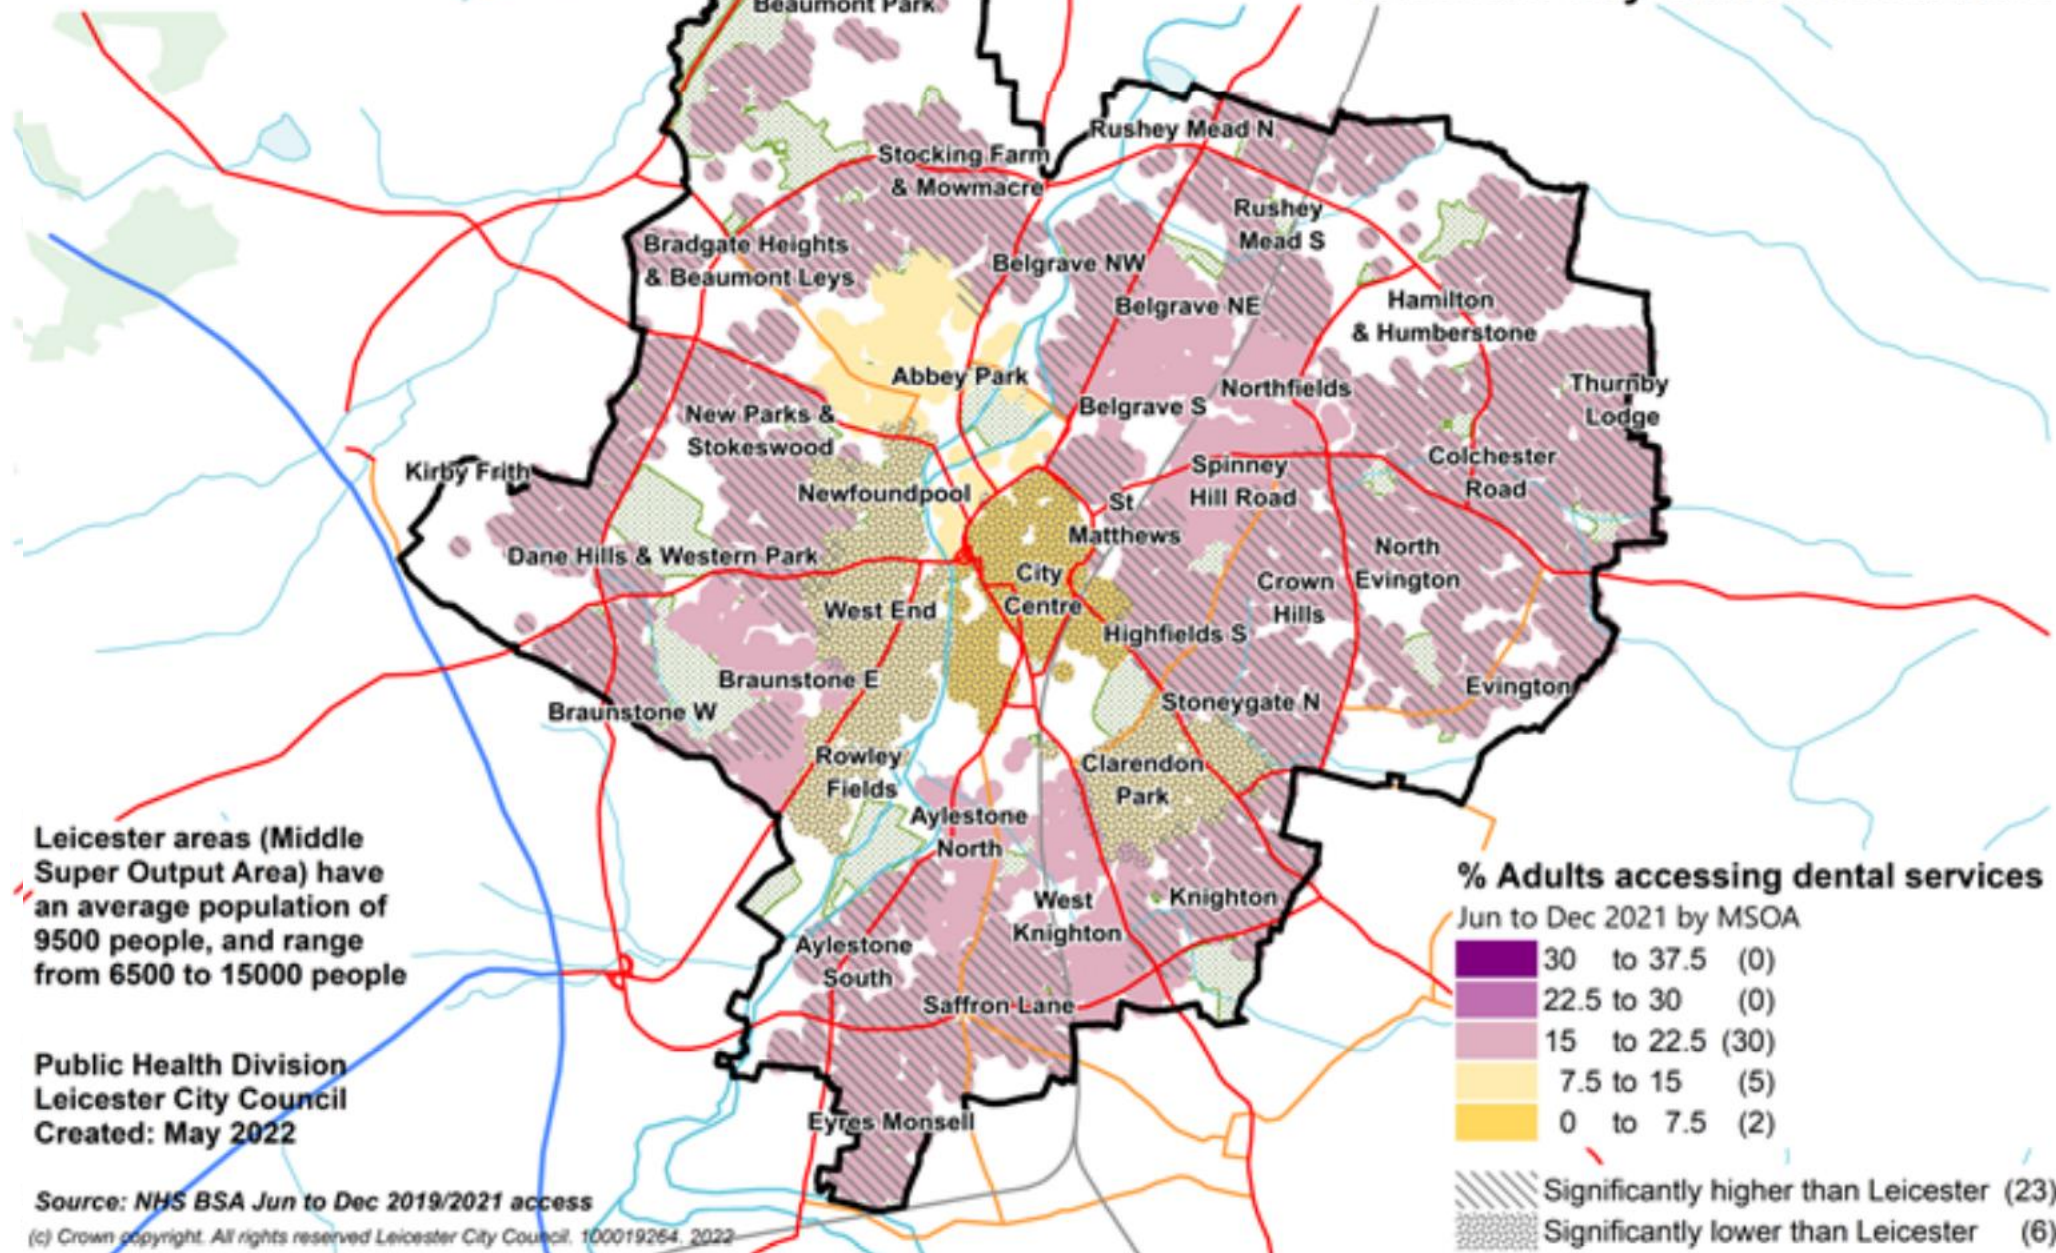 Beaumont Park
Rushey Mead N
Stocking Farm
& Mowmacre
Rushey
Mead S
Bradgate Heights
& Beaumont Leys
Belgrave NW
Belgrave NE
Hamilton
& Humberstone
Abbey Park
Northfields
Thurnby
Lodge
New Parks &
Stokeswood
Belgrave S
Kirby Frith
Spinney
Hill Road
Colchester
Road
Newfoundpool
St
Matthews
Dane Hills & Western Park
North
Evington
City
Centre
Crown
Hills
West End
Highfields S
Braunstone E
Evington
Stoneygate N
Braunstone W
Rowley
Fields
Clarendon
Park
Aylestone
North
West
Knighton
Knighton
Aylestone
South
Saffron Lane
Eyres Monsell
Leicester areas (Middle
Super Output Area) have
an average population of
9500 people, and range
from 6500 to 15000 people
Public Health Division
Leicester City Council
Created: May 2022
Source: NHS BSA Jun to Dec 2019/2021 access
(c) Crown copyright. All rights reserved Leicester City Council. 100019264. 2022
% Adults accessing dental services
Jun to Dec 2021 by MSOA
30 to 37.5 (0)
22.5 to 30 (0)
15 to 22.5 (30)
7.5 to 15 (5)
0 to 7.5 (2)
Significantly higher than Leicester (23)
Significantly lower than Leicester (6)